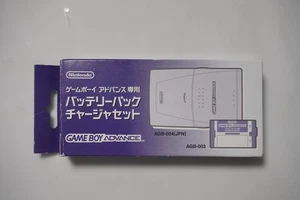 Nintendo
ゲームボーイ アドバンス 専用
バッテリーパック
チャージャセット
GAME BOY ADVANCE
AGB-004(JPN)
AGB-003